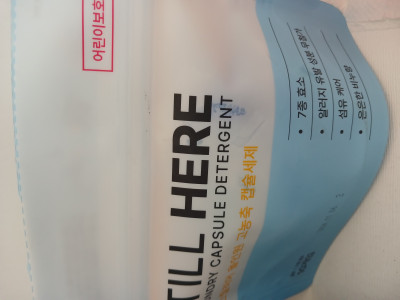 어린이보호
TILL HERE
NDRY CAPSULE DETERGENT
고농축 캡슐세제
• 7종 효소
• 알러지 유발 성분 무첨가
• 섬유 케어
• 은은한 비누향